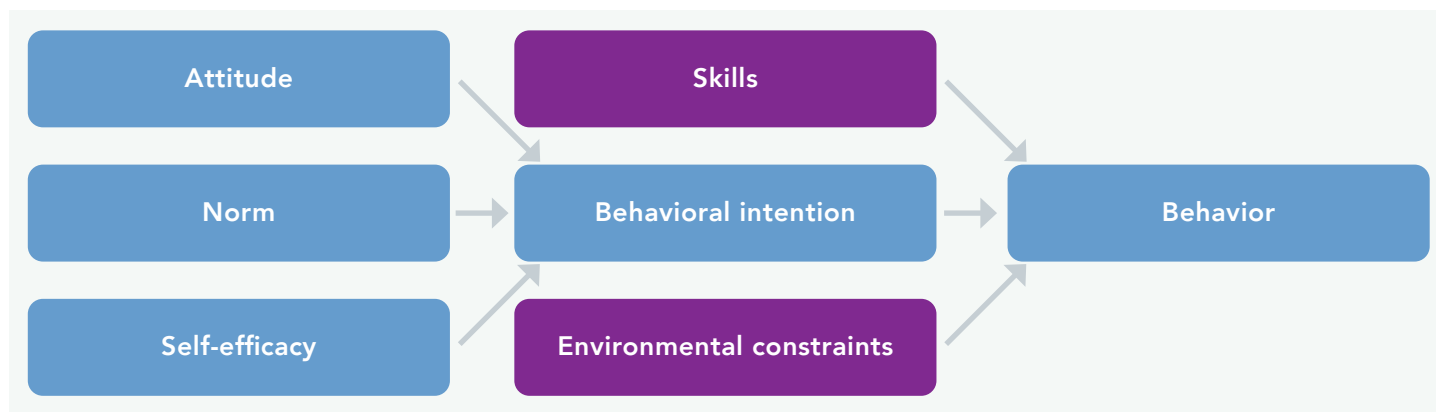 Attitude
Skills
Norm
Behavioral intention
Behavior
Self-efficacy
Environmental constraints